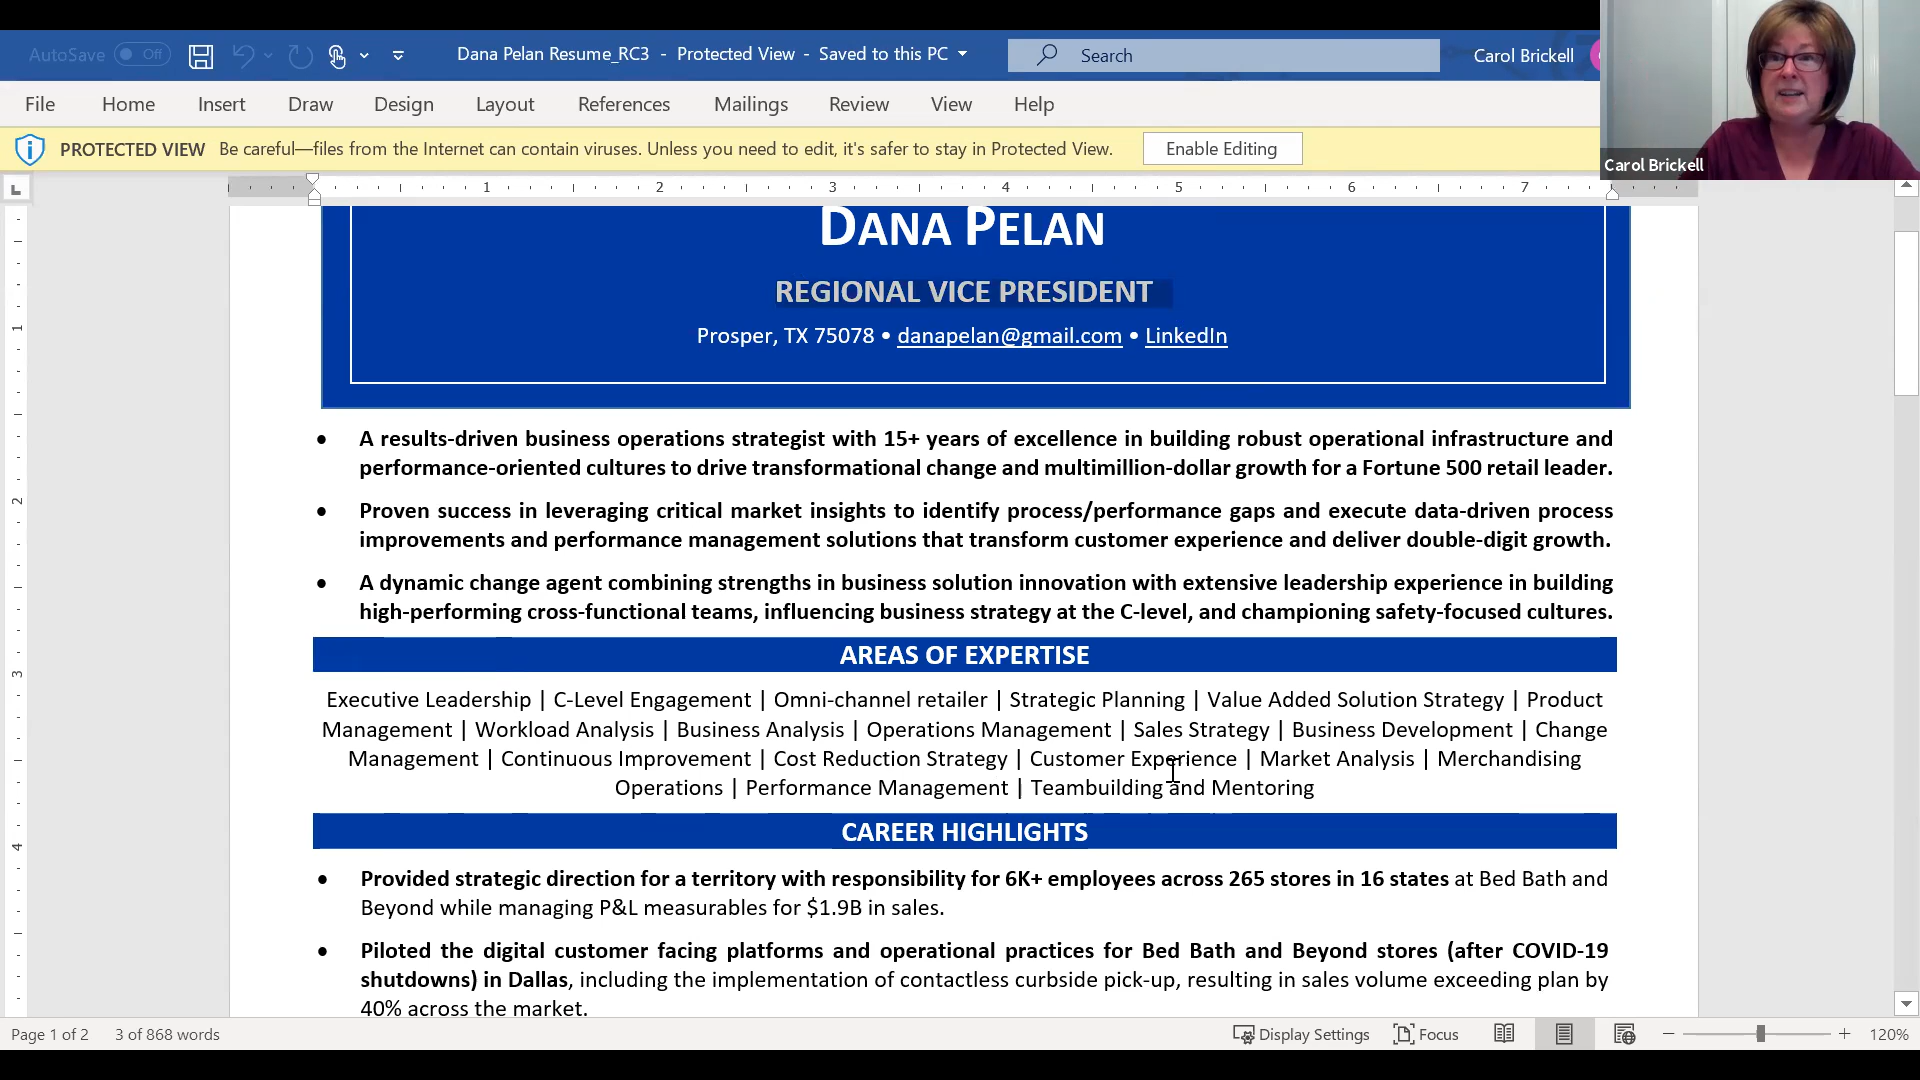 AutoSave Off
Dana Pelan Resume_RC3 - Protected View - Saved to this PC
Search
Carol Brickell
File Home Insert Draw Design Layout References Mailings Review View Help
PROTECTED VIEW Be careful—files from the Internet can contain viruses. Unless you need to edit, it's safer to stay in Protected View. Enable Editing
Carol Brickell
1 2 3 4 5 6 7
DANA PELAN
REGIONAL VICE PRESIDENT
Prosper, TX 75078 • danapelan@gmail.com • LinkedIn
• A results-driven business operations strategist with 15+ years of excellence in building robust operational infrastructure and
performance-oriented cultures to drive transformational change and multimillion-dollar growth for a Fortune 500 retail leader.
• Proven success in leveraging critical market insights to identify process/performance gaps and execute data-driven process
improvements and performance management solutions that transform customer experience and deliver double-digit growth.
• A dynamic change agent combining strengths in business solution innovation with extensive leadership experience in building
high-performing cross-functional teams, influencing business strategy at the C-level, and championing safety-focused cultures.
AREAS OF EXPERTISE
Executive Leadership | C-Level Engagement | Omni-channel retailer | Strategic Planning | Value Added Solution Strategy | Product
Management | Workload Analysis | Business Analysis | Operations Management | Sales Strategy | Business Development | Change
Management | Continuous Improvement | Cost Reduction Strategy | Customer Experience | Market Analysis | Merchandising
Operations | Performance Management | Teambuilding and Mentoring
CAREER HIGHLIGHTS
• Provided strategic direction for a territory with responsibility for 6K+ employees across 265 stores in 16 states at Bed Bath and
Beyond while managing P&L measurables for $1.9B in sales.
• Piloted the digital customer facing platforms and operational practices for Bed Bath and Beyond stores (after COVID-19
shutdowns) in Dallas, including the implementation of contactless curbside pick-up, resulting in sales volume exceeding plan by
40% across the market.
1
2
3
4
Page 1 of 2 3 of 868 words Display Settings Focus 120%